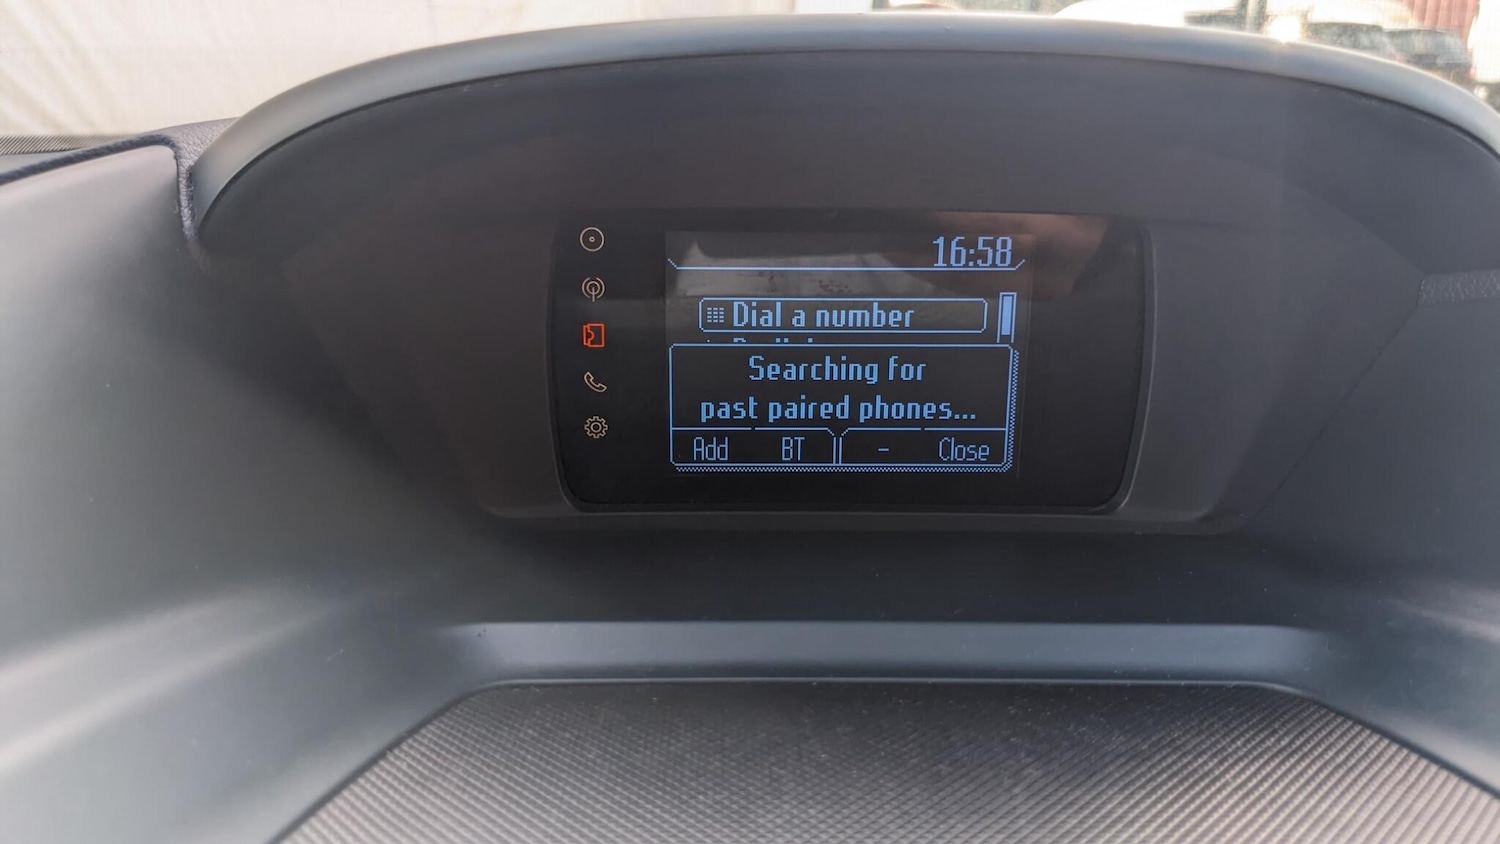 16:58
Dial a number
Searching for
past paired phones...
Add BT - Close